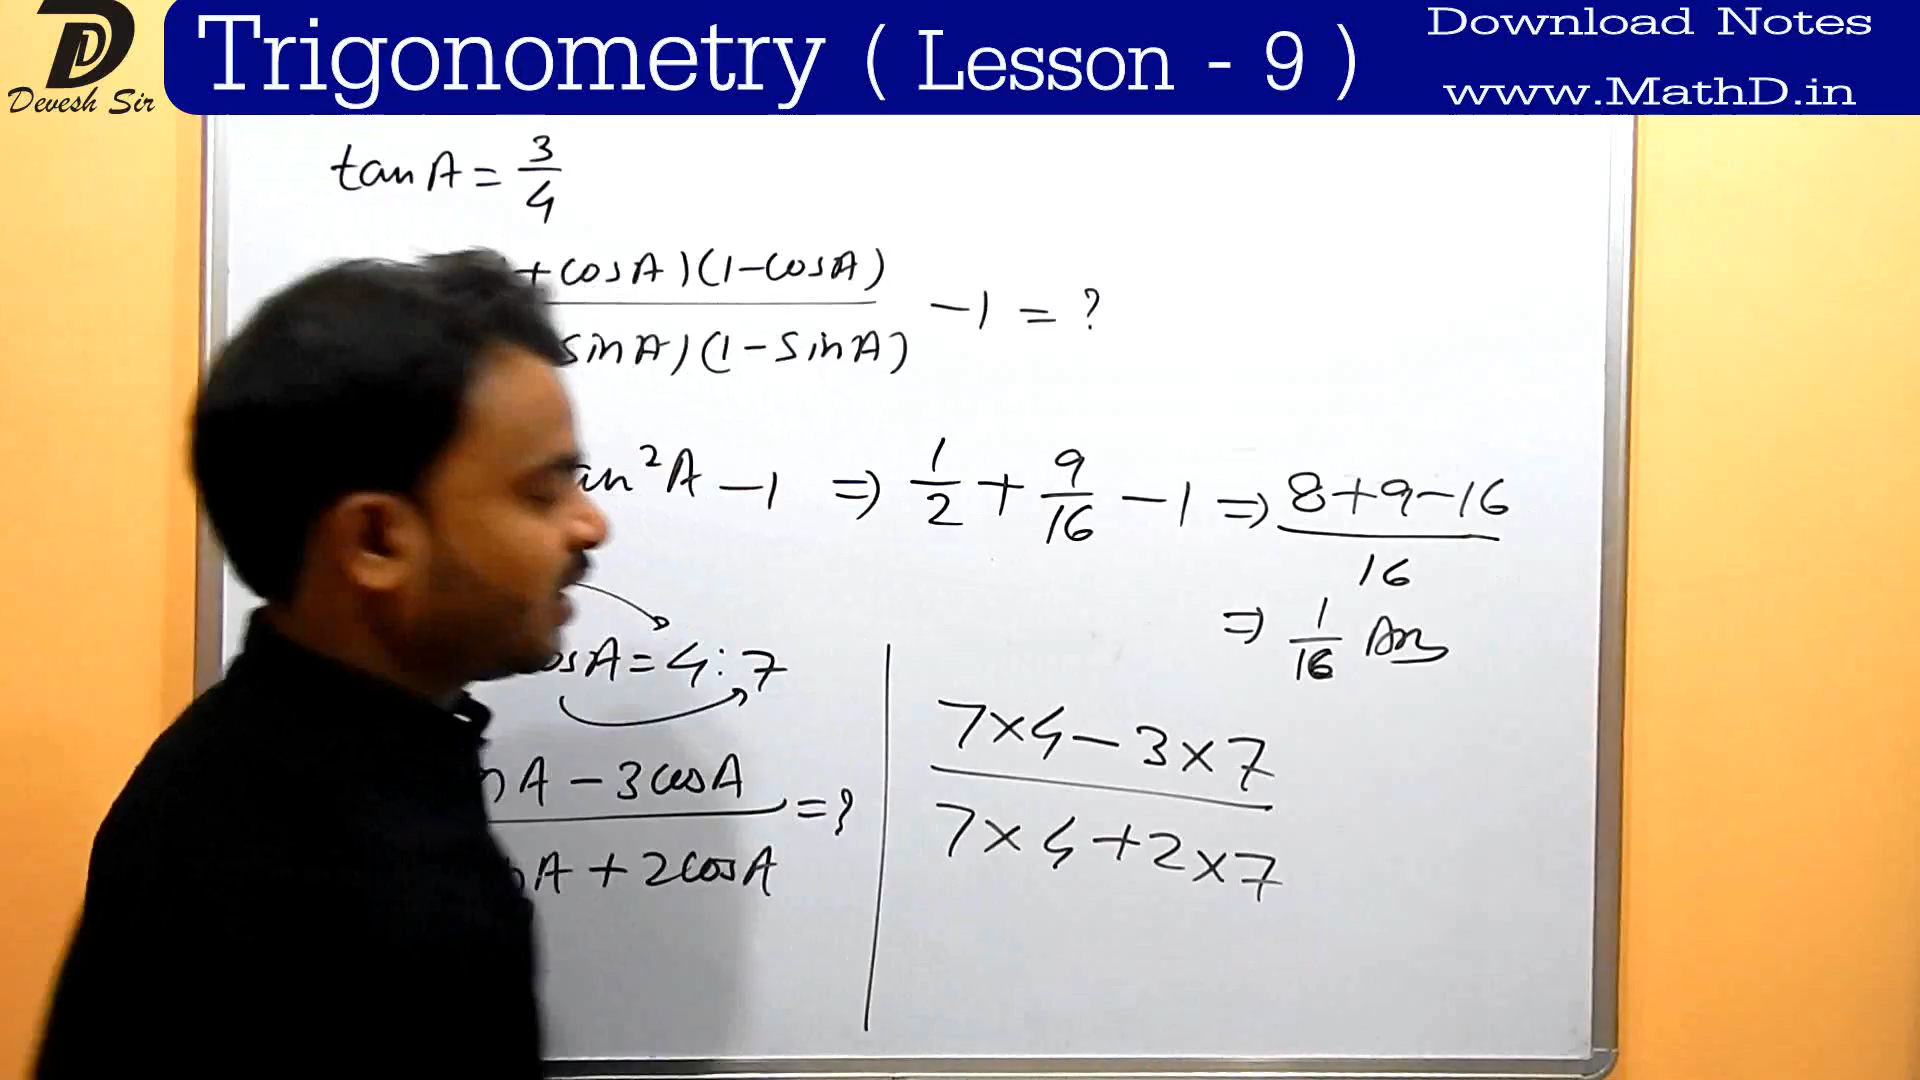 Devesh Sir
Trigonometry ( Lesson - 9 )
Download Notes
www.MathD.in
tan A = 3/4
+ cosA)(1-cosA)
sinA)(1-sinA)
-1 = ?
an²A - 1 ⇒ 1/2 + 9/16 - 1 ⇒ 8+9-16/16
⇒ 1/16 Ans
osA = 4:7
A - 3cosA
A + 2cosA
= ?
7×4-3×7
7×4+2×7